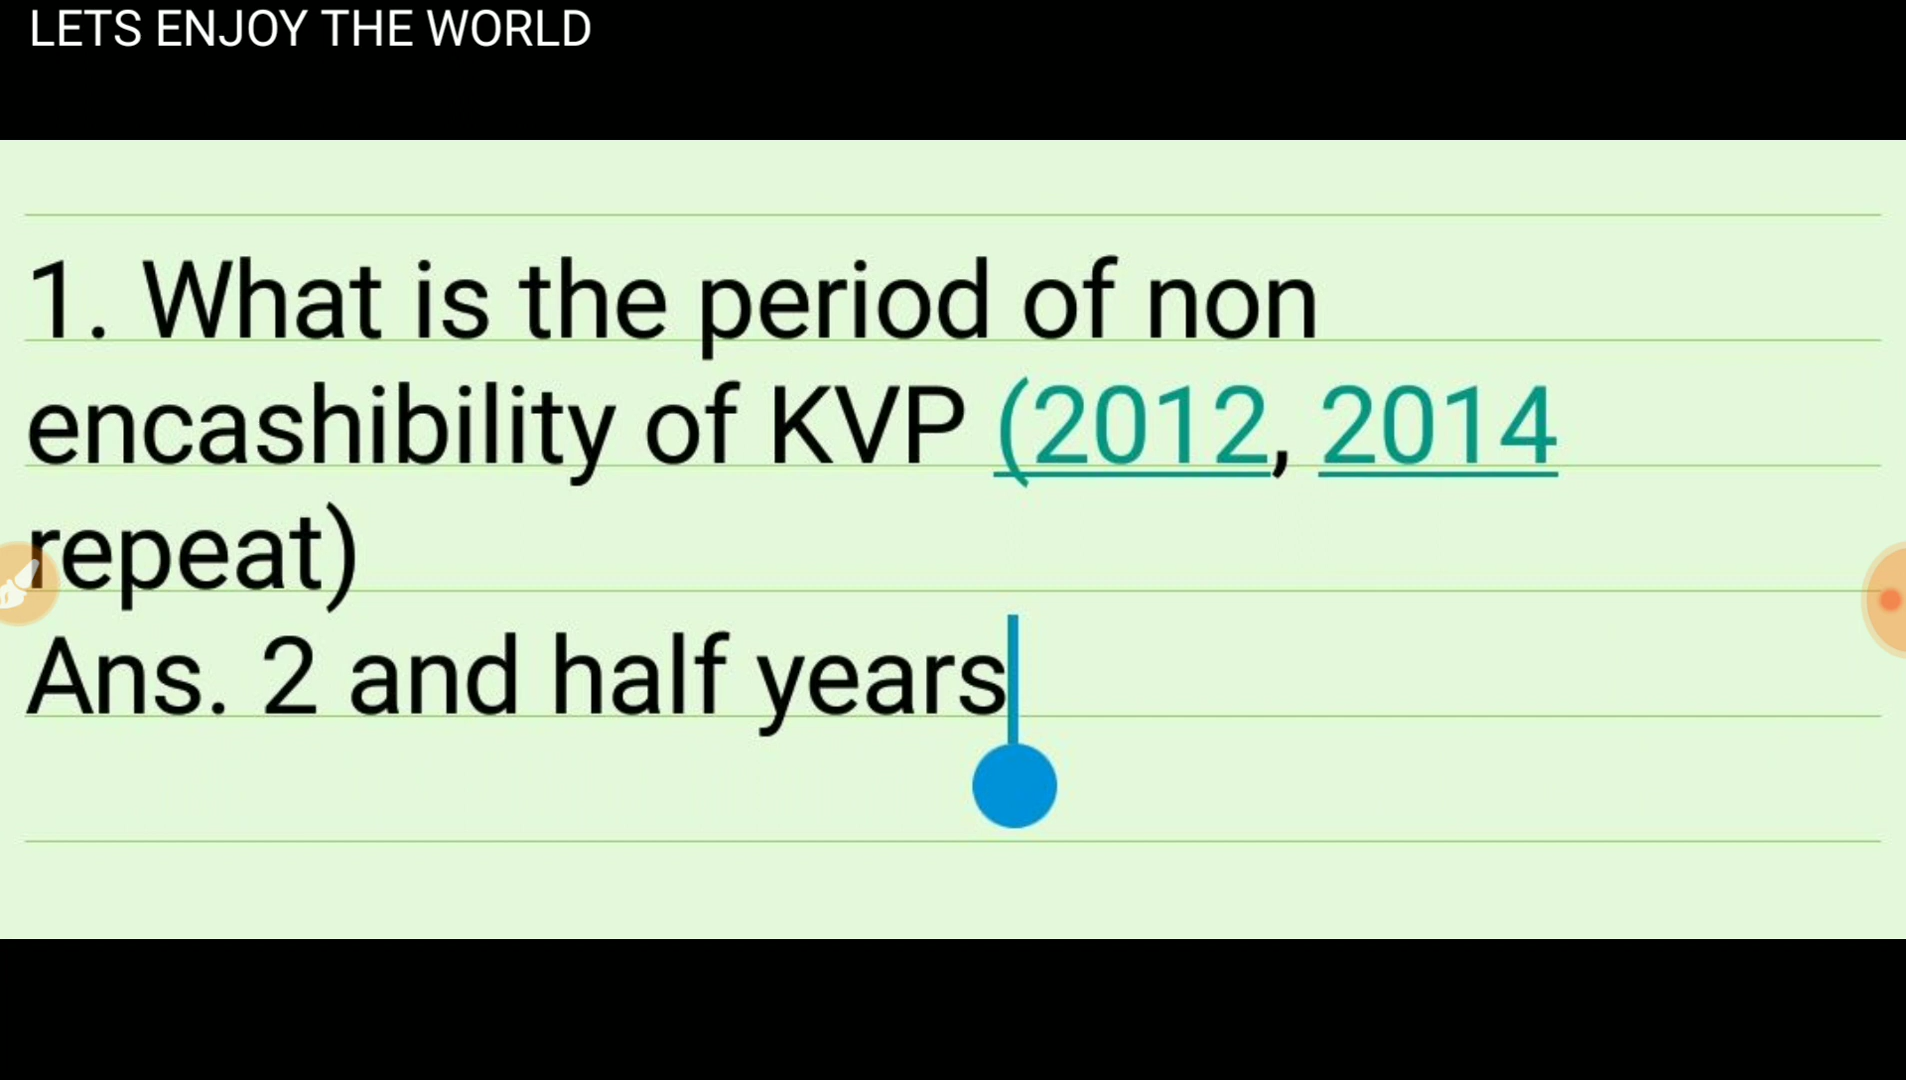 LETS ENJOY THE WORLD
1. What is the period of non
encashibility of KVP (2012, 2014
repeat)
Ans. 2 and half years